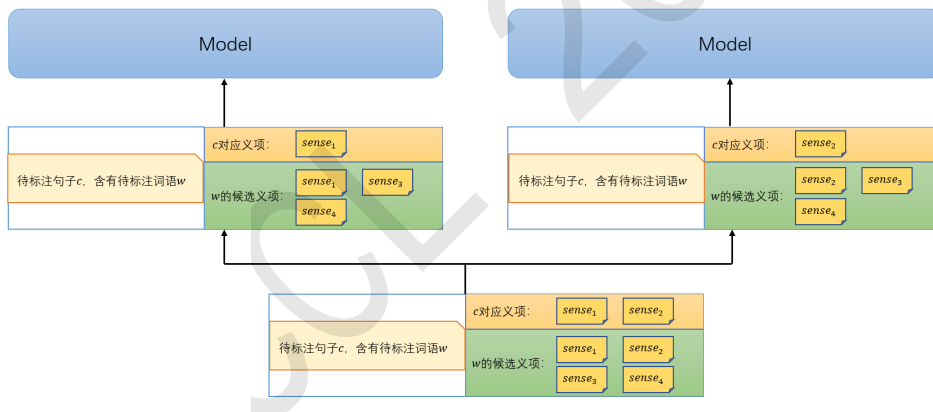 Model
Model
c对应义项: sense₁
待标注句子c, 含有待标注词语w
w的候选义项: sense₁ sense₃
sense₄
c对应义项: sense₂
待标注句子c, 含有待标注词语w
w的候选义项: sense₂ sense₃
sense₄
c对应义项: sense₁ sense₂
待标注句子c, 含有待标注词语w
w的候选义项: sense₁ sense₂
sense₃ sense₄